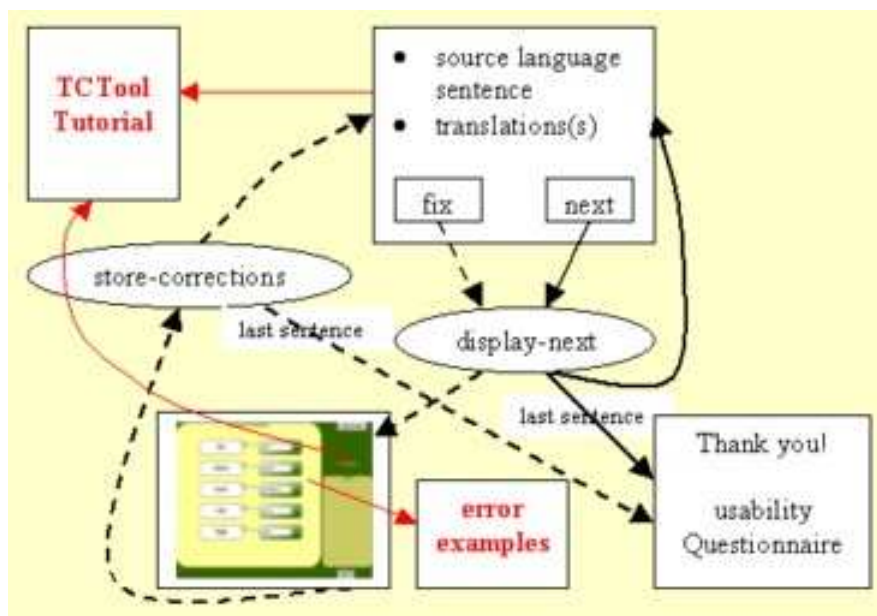 TCTool
Tutorial
• source language
sentence
• translations(s)
fix
next
store-corrections
last sentence
display-next
last sentence
Thank you!
usability
Questionnaire
error
examples